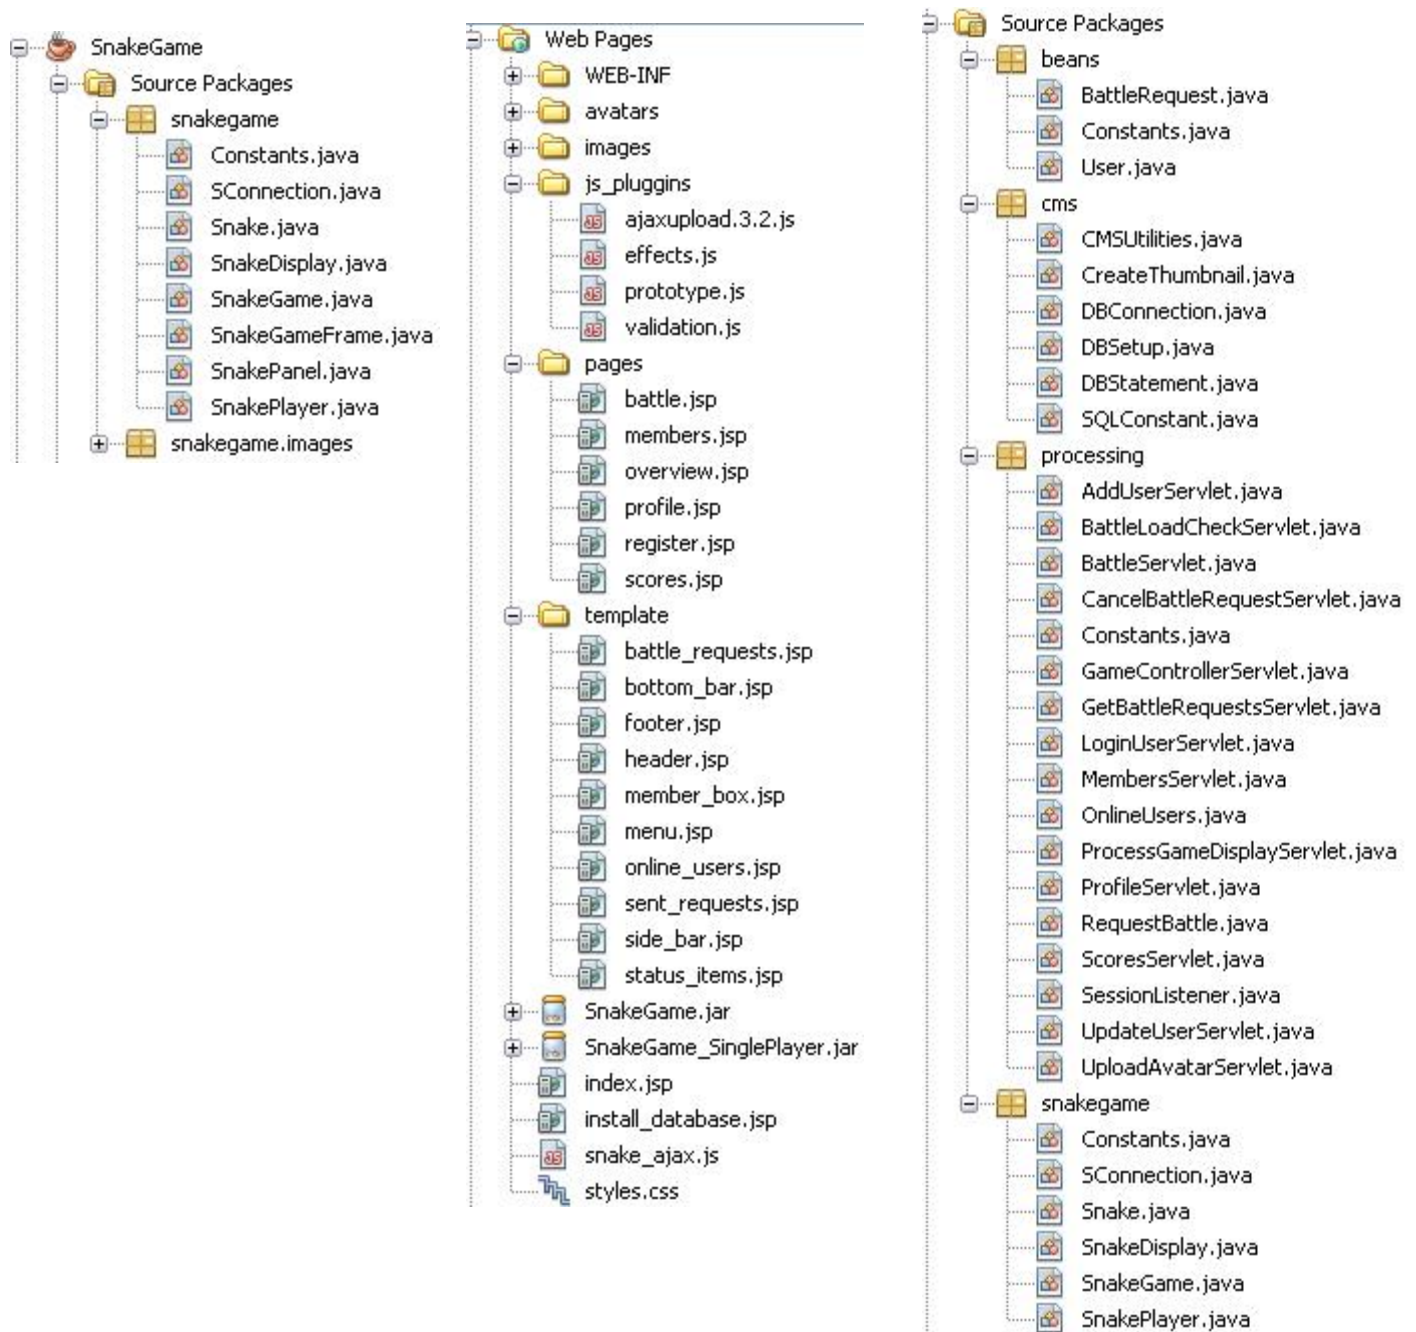 SnakeGame
Source Packages
snakegame
Constants.java
SConnection.java
Snake.java
SnakeDisplay.java
SnakeGame.java
SnakeGameFrame.java
SnakePanel.java
SnakePlayer.java
snakegame.images
Web Pages
WEB-INF
avatars
images
js_pluggins
ajaxupload.3.2.js
effects.js
prototype.js
validation.js
pages
battle.jsp
members.jsp
overview.jsp
profile.jsp
register.jsp
scores.jsp
template
battle_requests.jsp
bottom_bar.jsp
footer.jsp
header.jsp
member_box.jsp
menu.jsp
online_users.jsp
sent_requests.jsp
side_bar.jsp
status_items.jsp
SnakeGame.jar
SnakeGame_SinglePlayer.jar
index.jsp
install_database.jsp
snake_ajax.js
styles.css
Source Packages
beans
BattleRequest.java
Constants.java
User.java
cms
CMSUtilities.java
CreateThumbnail.java
DBConnection.java
DBSetup.java
DBStatement.java
SQLConstant.java
processing
AddUserServlet.java
BattleLoadCheckServlet.java
BattleServlet.java
CancelBattleRequestServlet.java
Constants.java
GameControllerServlet.java
GetBattleRequestsServlet.java
LoginUserServlet.java
MembersServlet.java
OnlineUsers.java
ProcessGameDisplayServlet.java
ProfileServlet.java
RequestBattle.java
ScoresServlet.java
SessionListener.java
UpdateUserServlet.java
UploadAvatarServlet.java
snakegame
Constants.java
SConnection.java
Snake.java
SnakeDisplay.java
SnakeGame.java
SnakePlayer.java